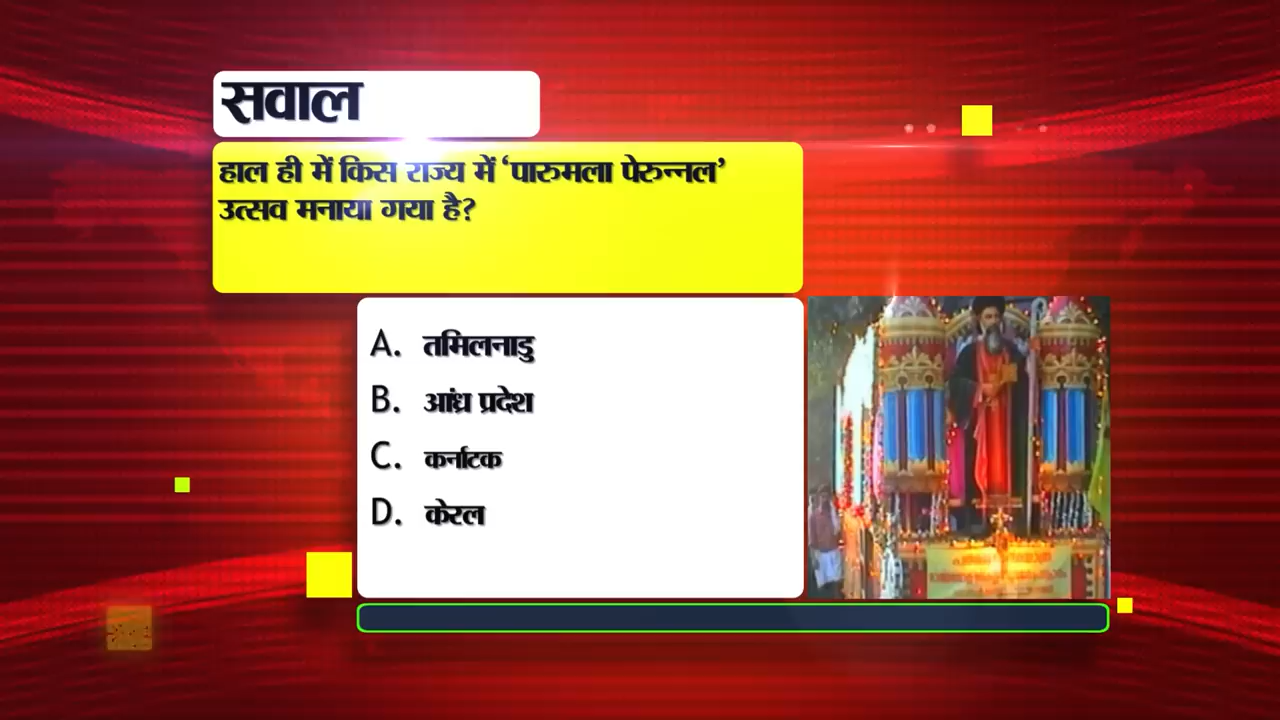 सवाल
हाल ही में किस राज्य में ‘पारुमला पेरुन्नल’
उत्सव मनाया गया है?
A. तमिलनाडु
B. आंध्र प्रदेश
C. कर्नाटक
D. केरल